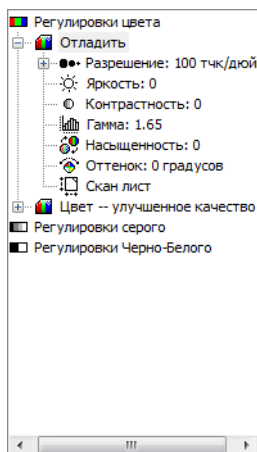 Регулировки цвета
Отладить
Разрешение: 100 тчк/дюй
Яркость: 0
Контрастность: 0
Гамма: 1.65
Насыщенность: 0
Оттенок: 0 градусов
Скан лист
Цвет -- улучшенное качество
Регулировки серого
Регулировки Черно-Белого